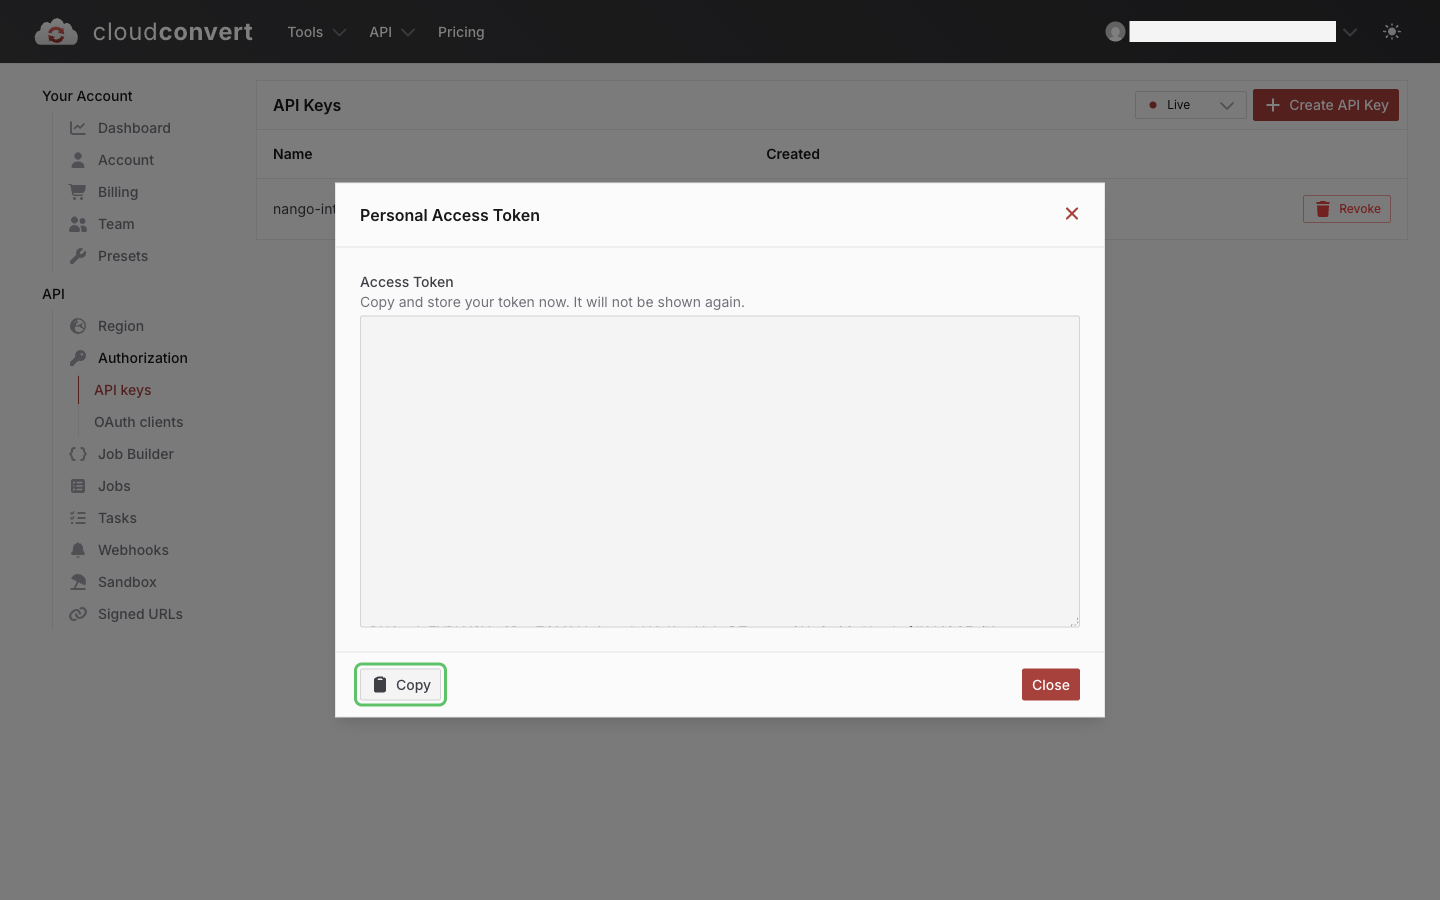 cloudconvert
Tools
API
Pricing
Your Account
Dashboard
Account
Billing
Team
Presets
API
Region
Authorization
API keys
OAuth clients
Job Builder
Jobs
Tasks
Webhooks
Sandbox
Signed URLs
API Keys
Live
Create API Key
Name
Created
Revoke
Personal Access Token
Access Token
Copy and store your token now. It will not be shown again.
Copy
Close